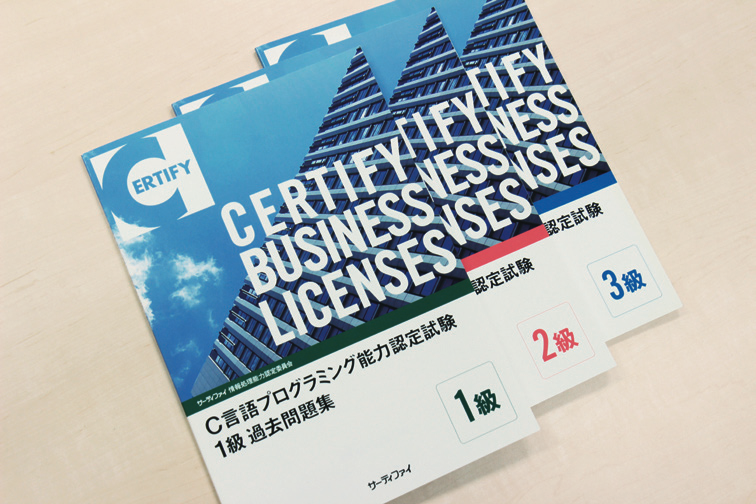 CERTIFY
CERTIFY
BUSINESS
LICENSES
サーティファイ 情報処理能力認定委員会
C言語プログラミング能力認定試験
1級 過去問題集
1級
サーティファイ
TIFY
NESS
NSES
認定試験
2級
TIFY
NESS
NSES
認定試験
3級